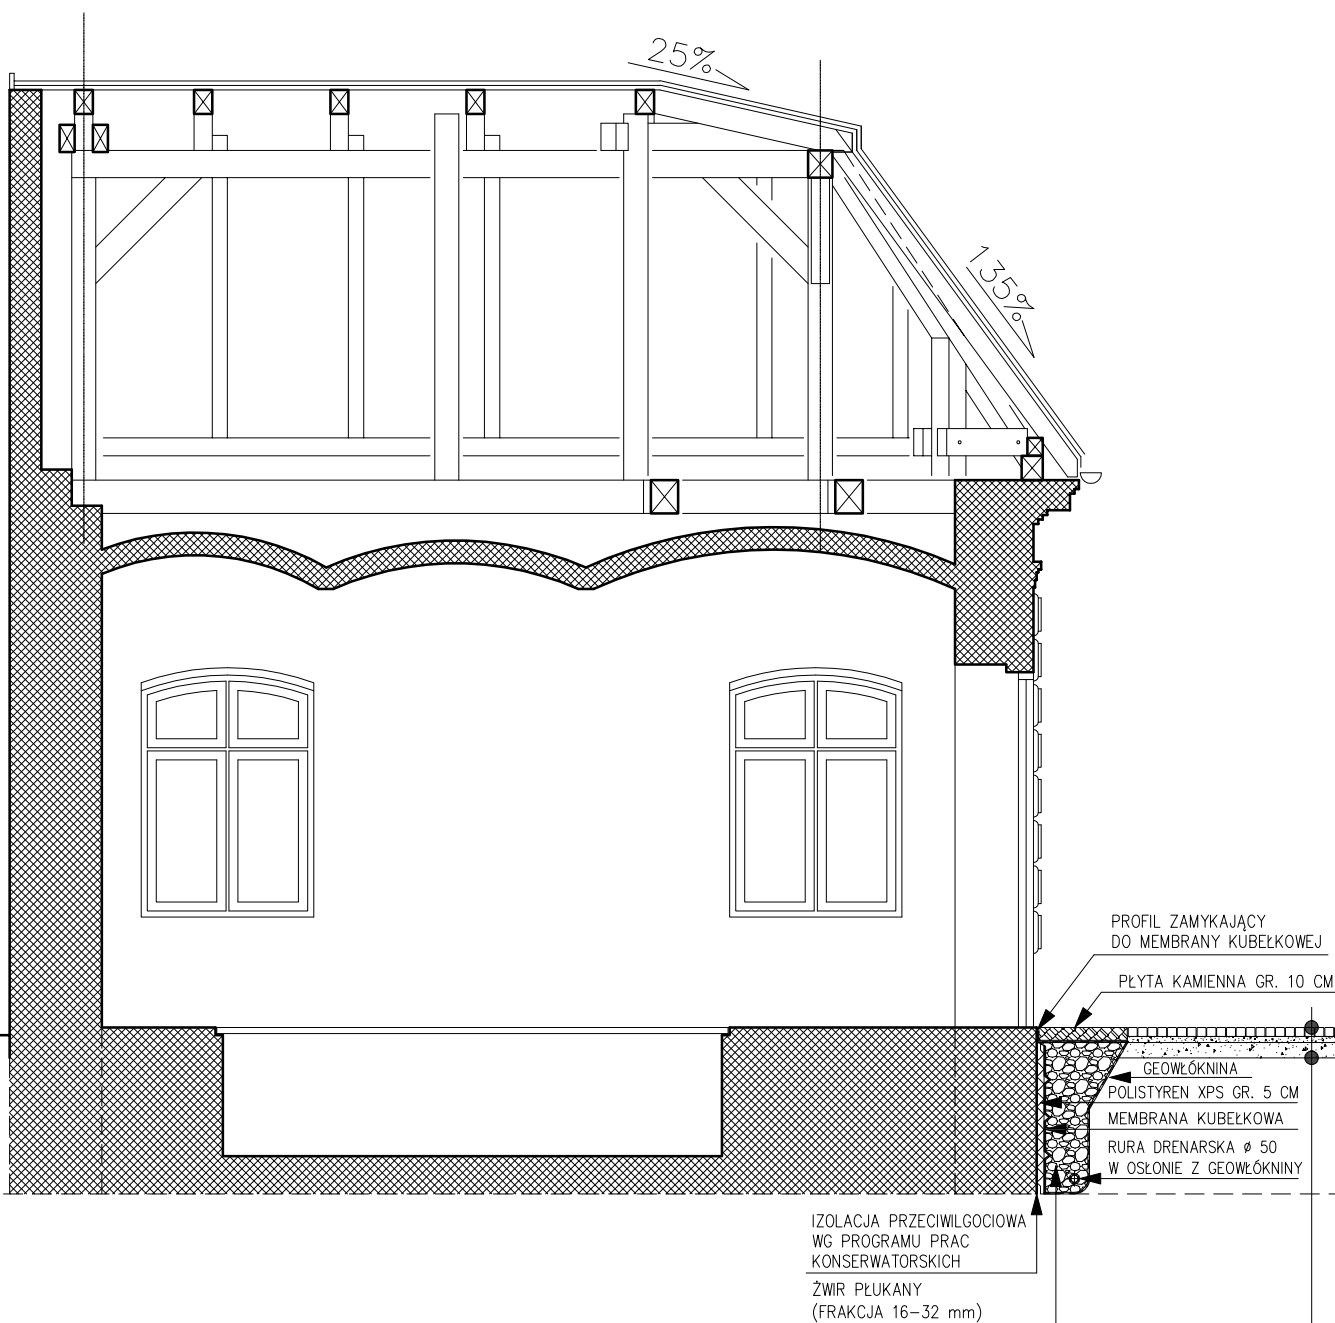 25%
135%
PROFIL ZAMYKAJĄCY
DO MEMBRANY KUBEŁKOWEJ
PŁYTA KAMIENNA GR. 10 CM
GEOWŁÓKNINA
POLISTYREN XPS GR. 5 CM
MEMBRANA KUBEŁKOWA
RURA DRENARSKA ø 50
W OSŁONIE Z GEOWŁÓKNINY
IZOLACJA PRZECIWILGOCIOWA
WG PROGRAMU PRAC
KONSERWATORSKICH
ŻWIR PŁUKANY
(FRAKCJA 16-32 mm)